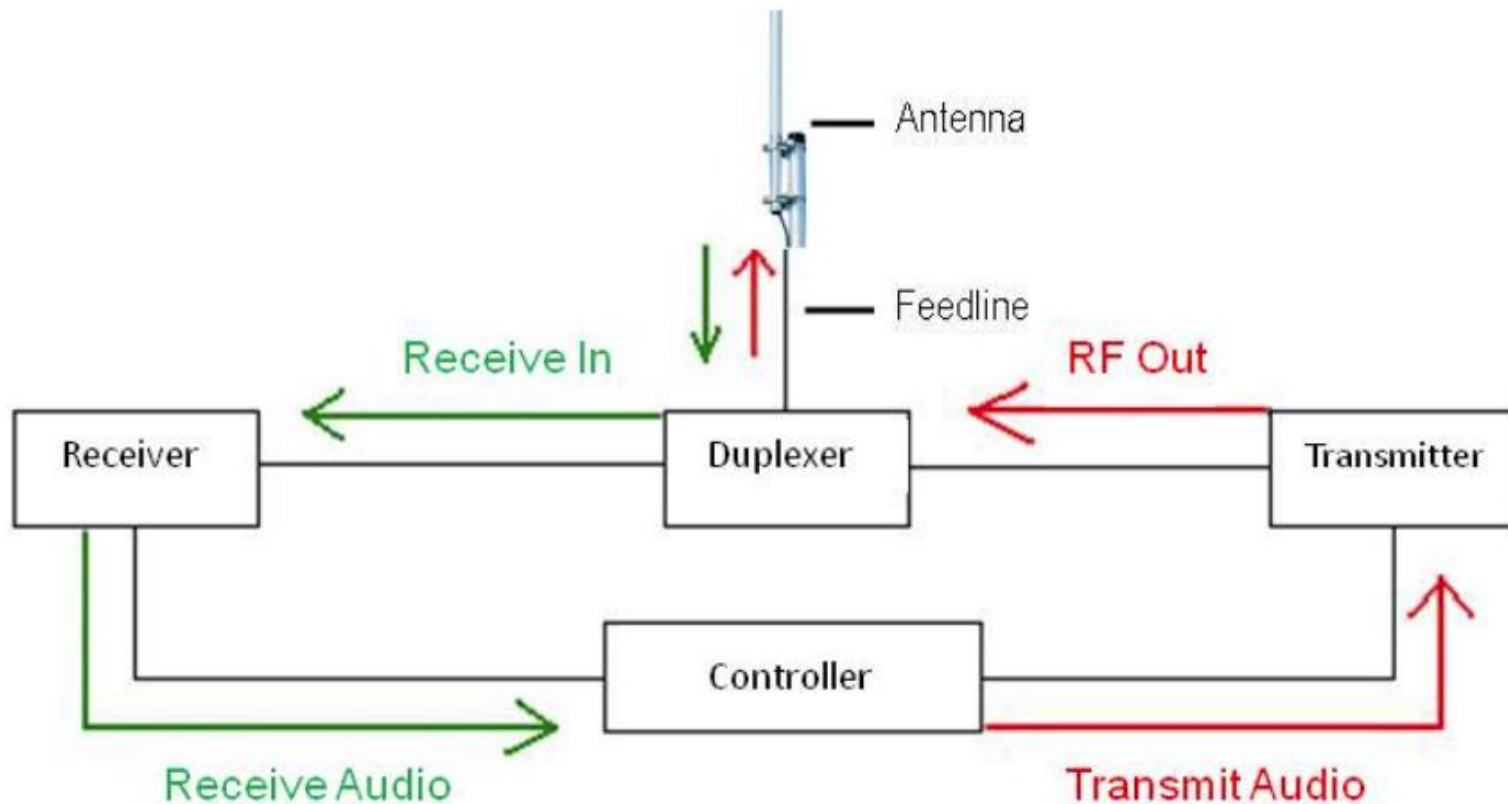 Antenna
Feedline
Receive In
RF Out
Receiver
Duplexer
Transmitter
Controller
Receive Audio
Transmit Audio